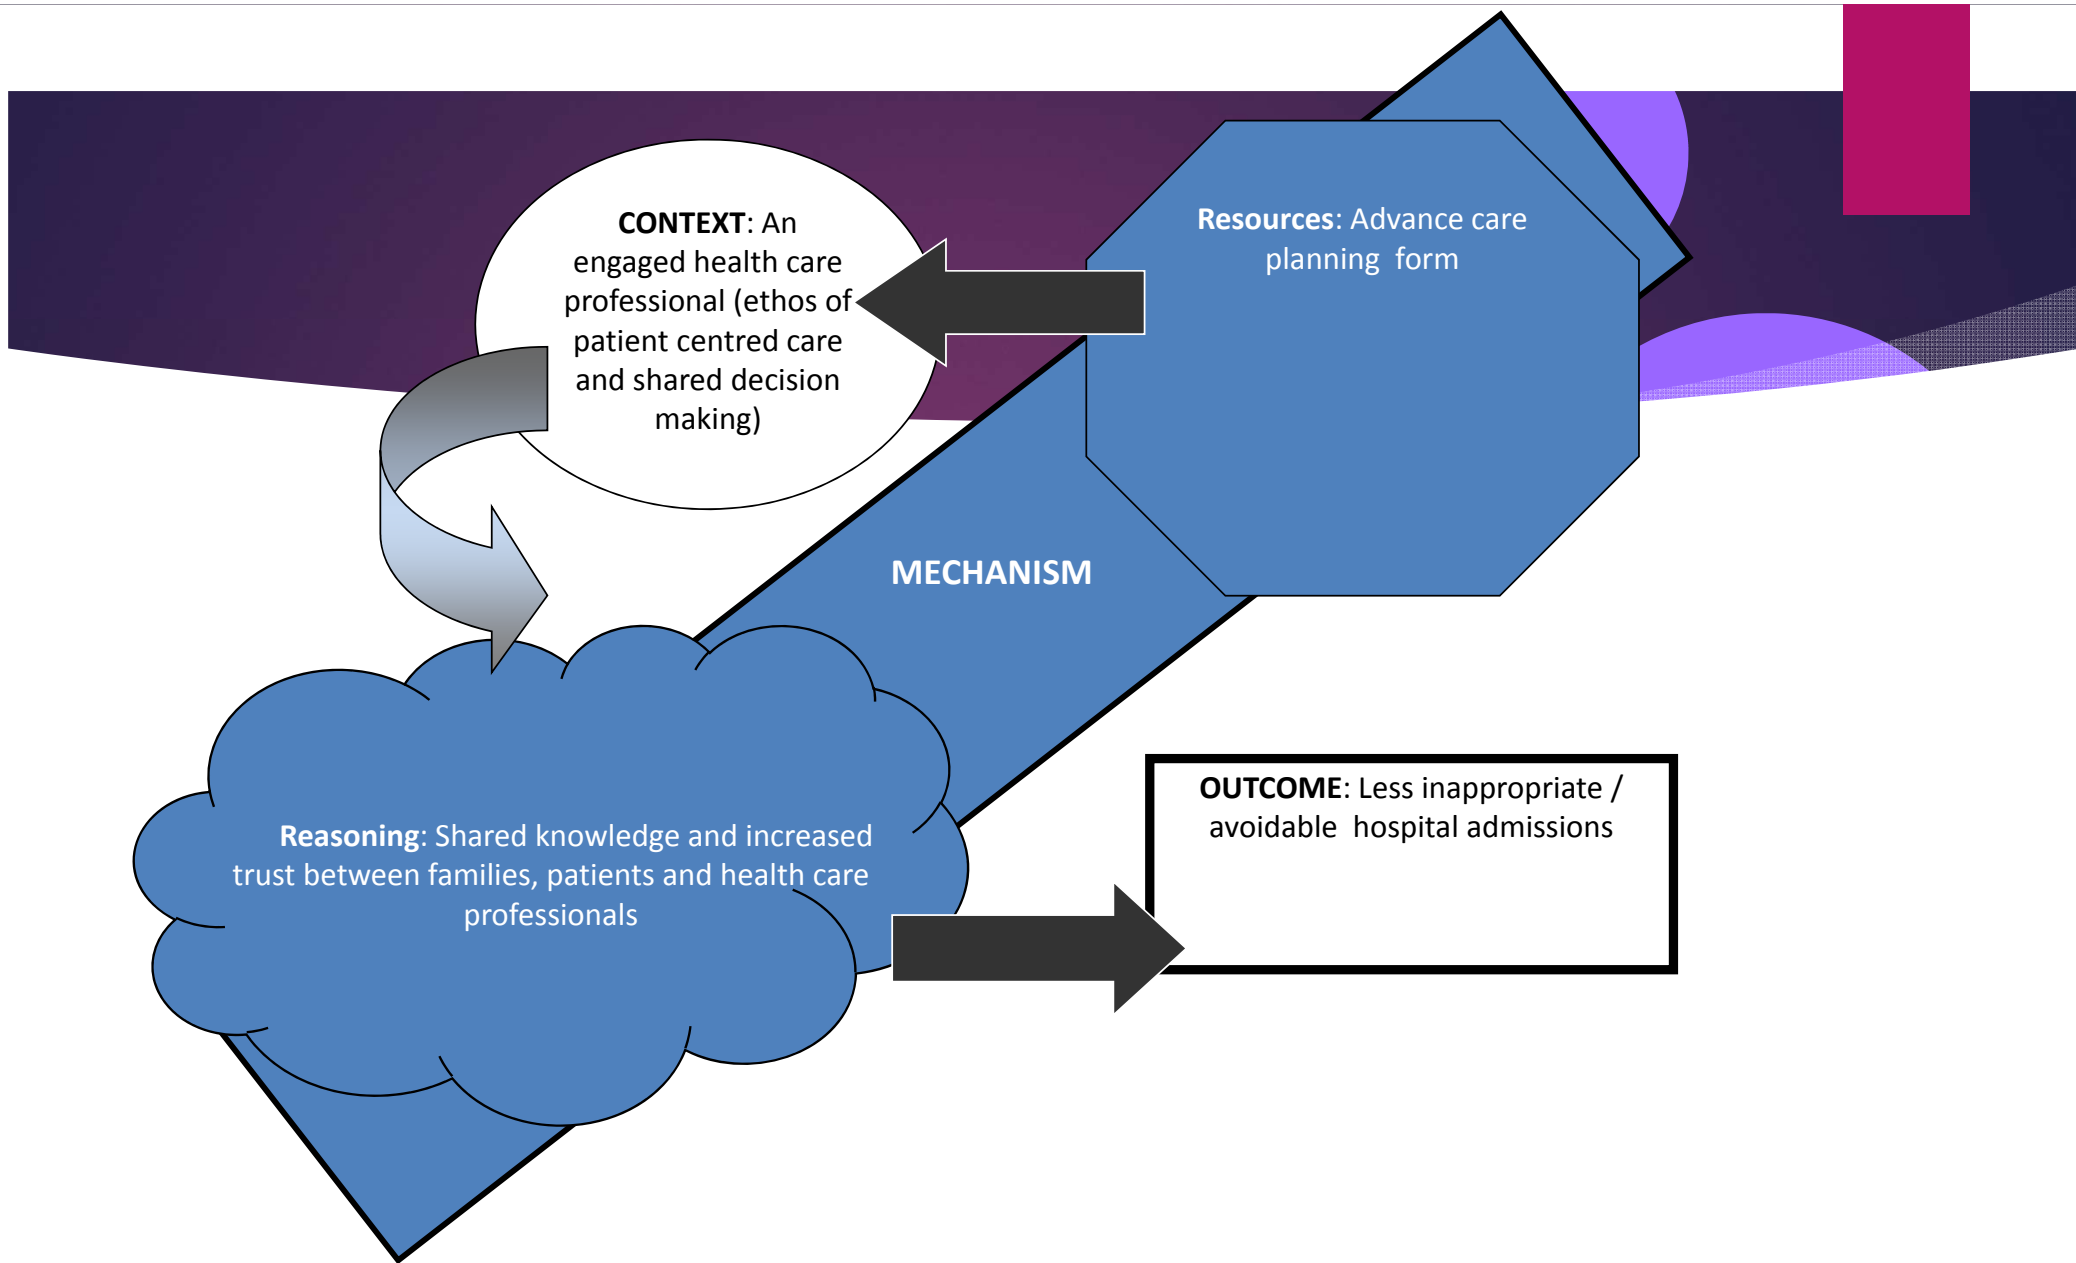 CONTEXT: An
engaged health care
professional (ethos of
patient centred care
and shared decision
making)
Resources: Advance care
planning form
MECHANISM
Reasoning: Shared knowledge and increased
trust between families, patients and health care
professionals
OUTCOME: Less inappropriate /
avoidable hospital admissions